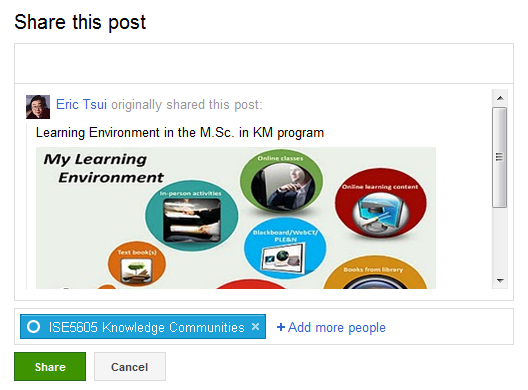 Share this post
Eric Tsui originally shared this post:
Learning Environment in the M.Sc. in KM program
My Learning
Environment
Online classes
In-person activities
Online learning content
Blackboard/WebCT/
PLE&N
Text book(s)
Books from library
ISE5605 Knowledge Communities ×
+ Add more people
Share
Cancel